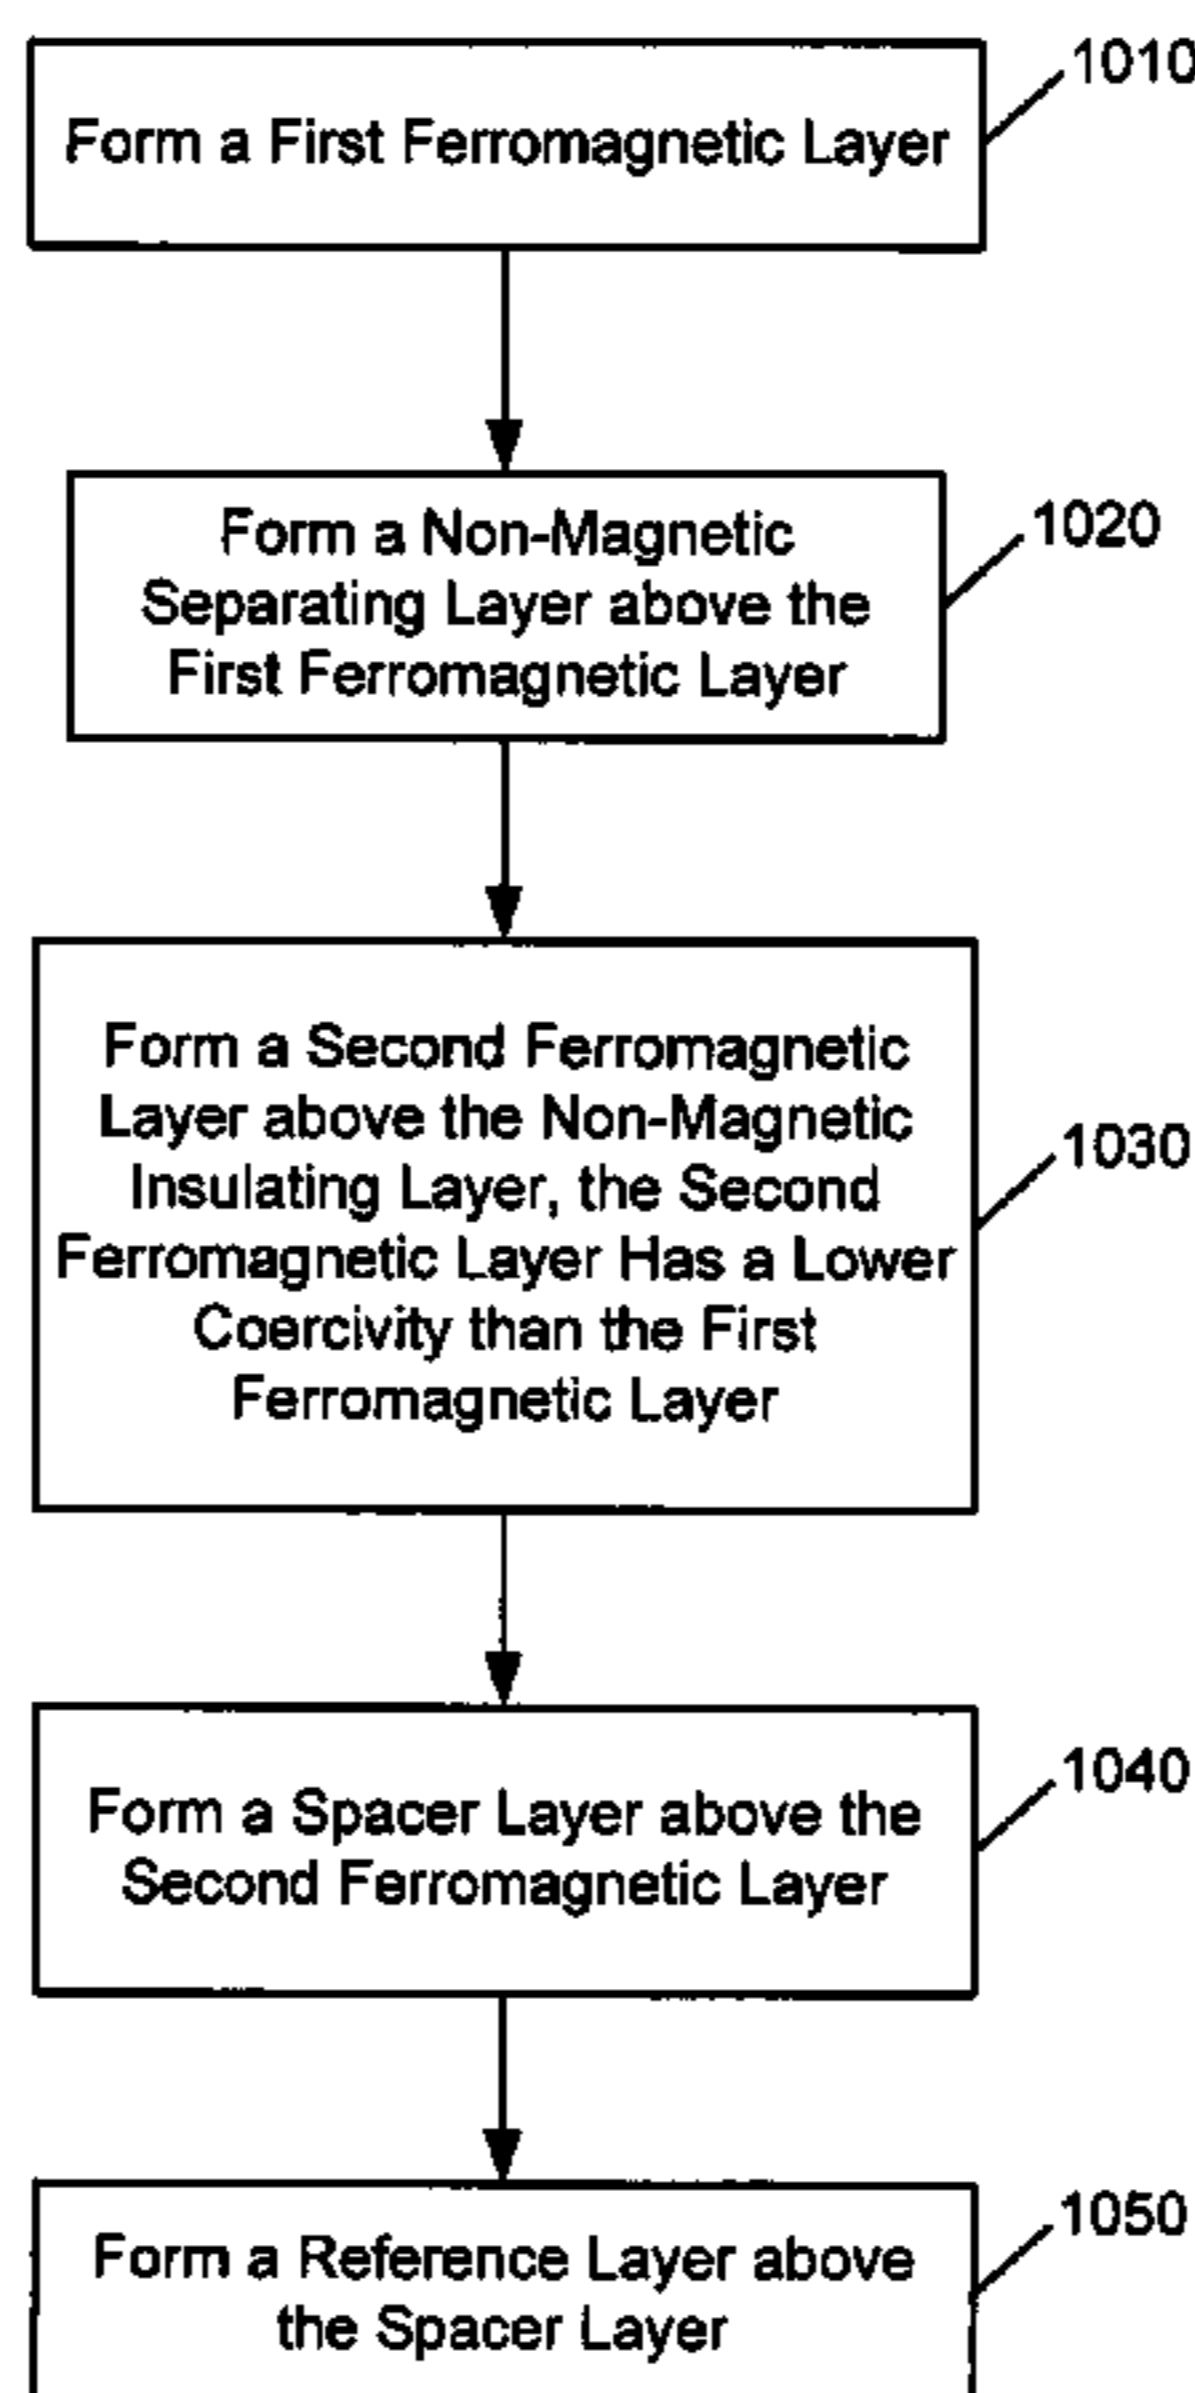 1010
Form a First Ferromagnetic Layer
1020
Form a Non-Magnetic
Separating Layer above the
First Ferromagnetic Layer
Form a Second Ferromagnetic
Layer above the Non-Magnetic
1030
Insulating Layer, the Second
Ferromagnetic Layer Has a Lower
Coercivity than the First
Ferromagnetic Layer
1040
Form a Spacer Layer above the
Second Ferromagnetic Layer
1050
Form a Reference Layer above
the Spacer Layer